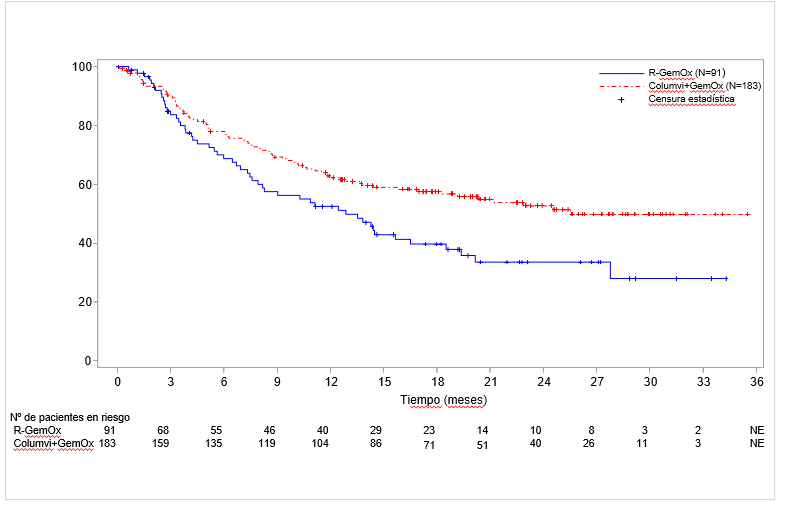 100
80
60
40
20
0
R-GemOx (N=91)
Columvi+GemOx (N=183)
+ Censura estadística
0 3 6 9 12 15 18 21 24 27 30 33 36
Tiempo (meses)
Nº de pacientes en riesgo
R-GemOx 91 68 55 46 40 29 23 14 10 8 3 2 NE
Columvi+GemOx 183 159 135 119 104 86 71 51 40 26 11 3 NE